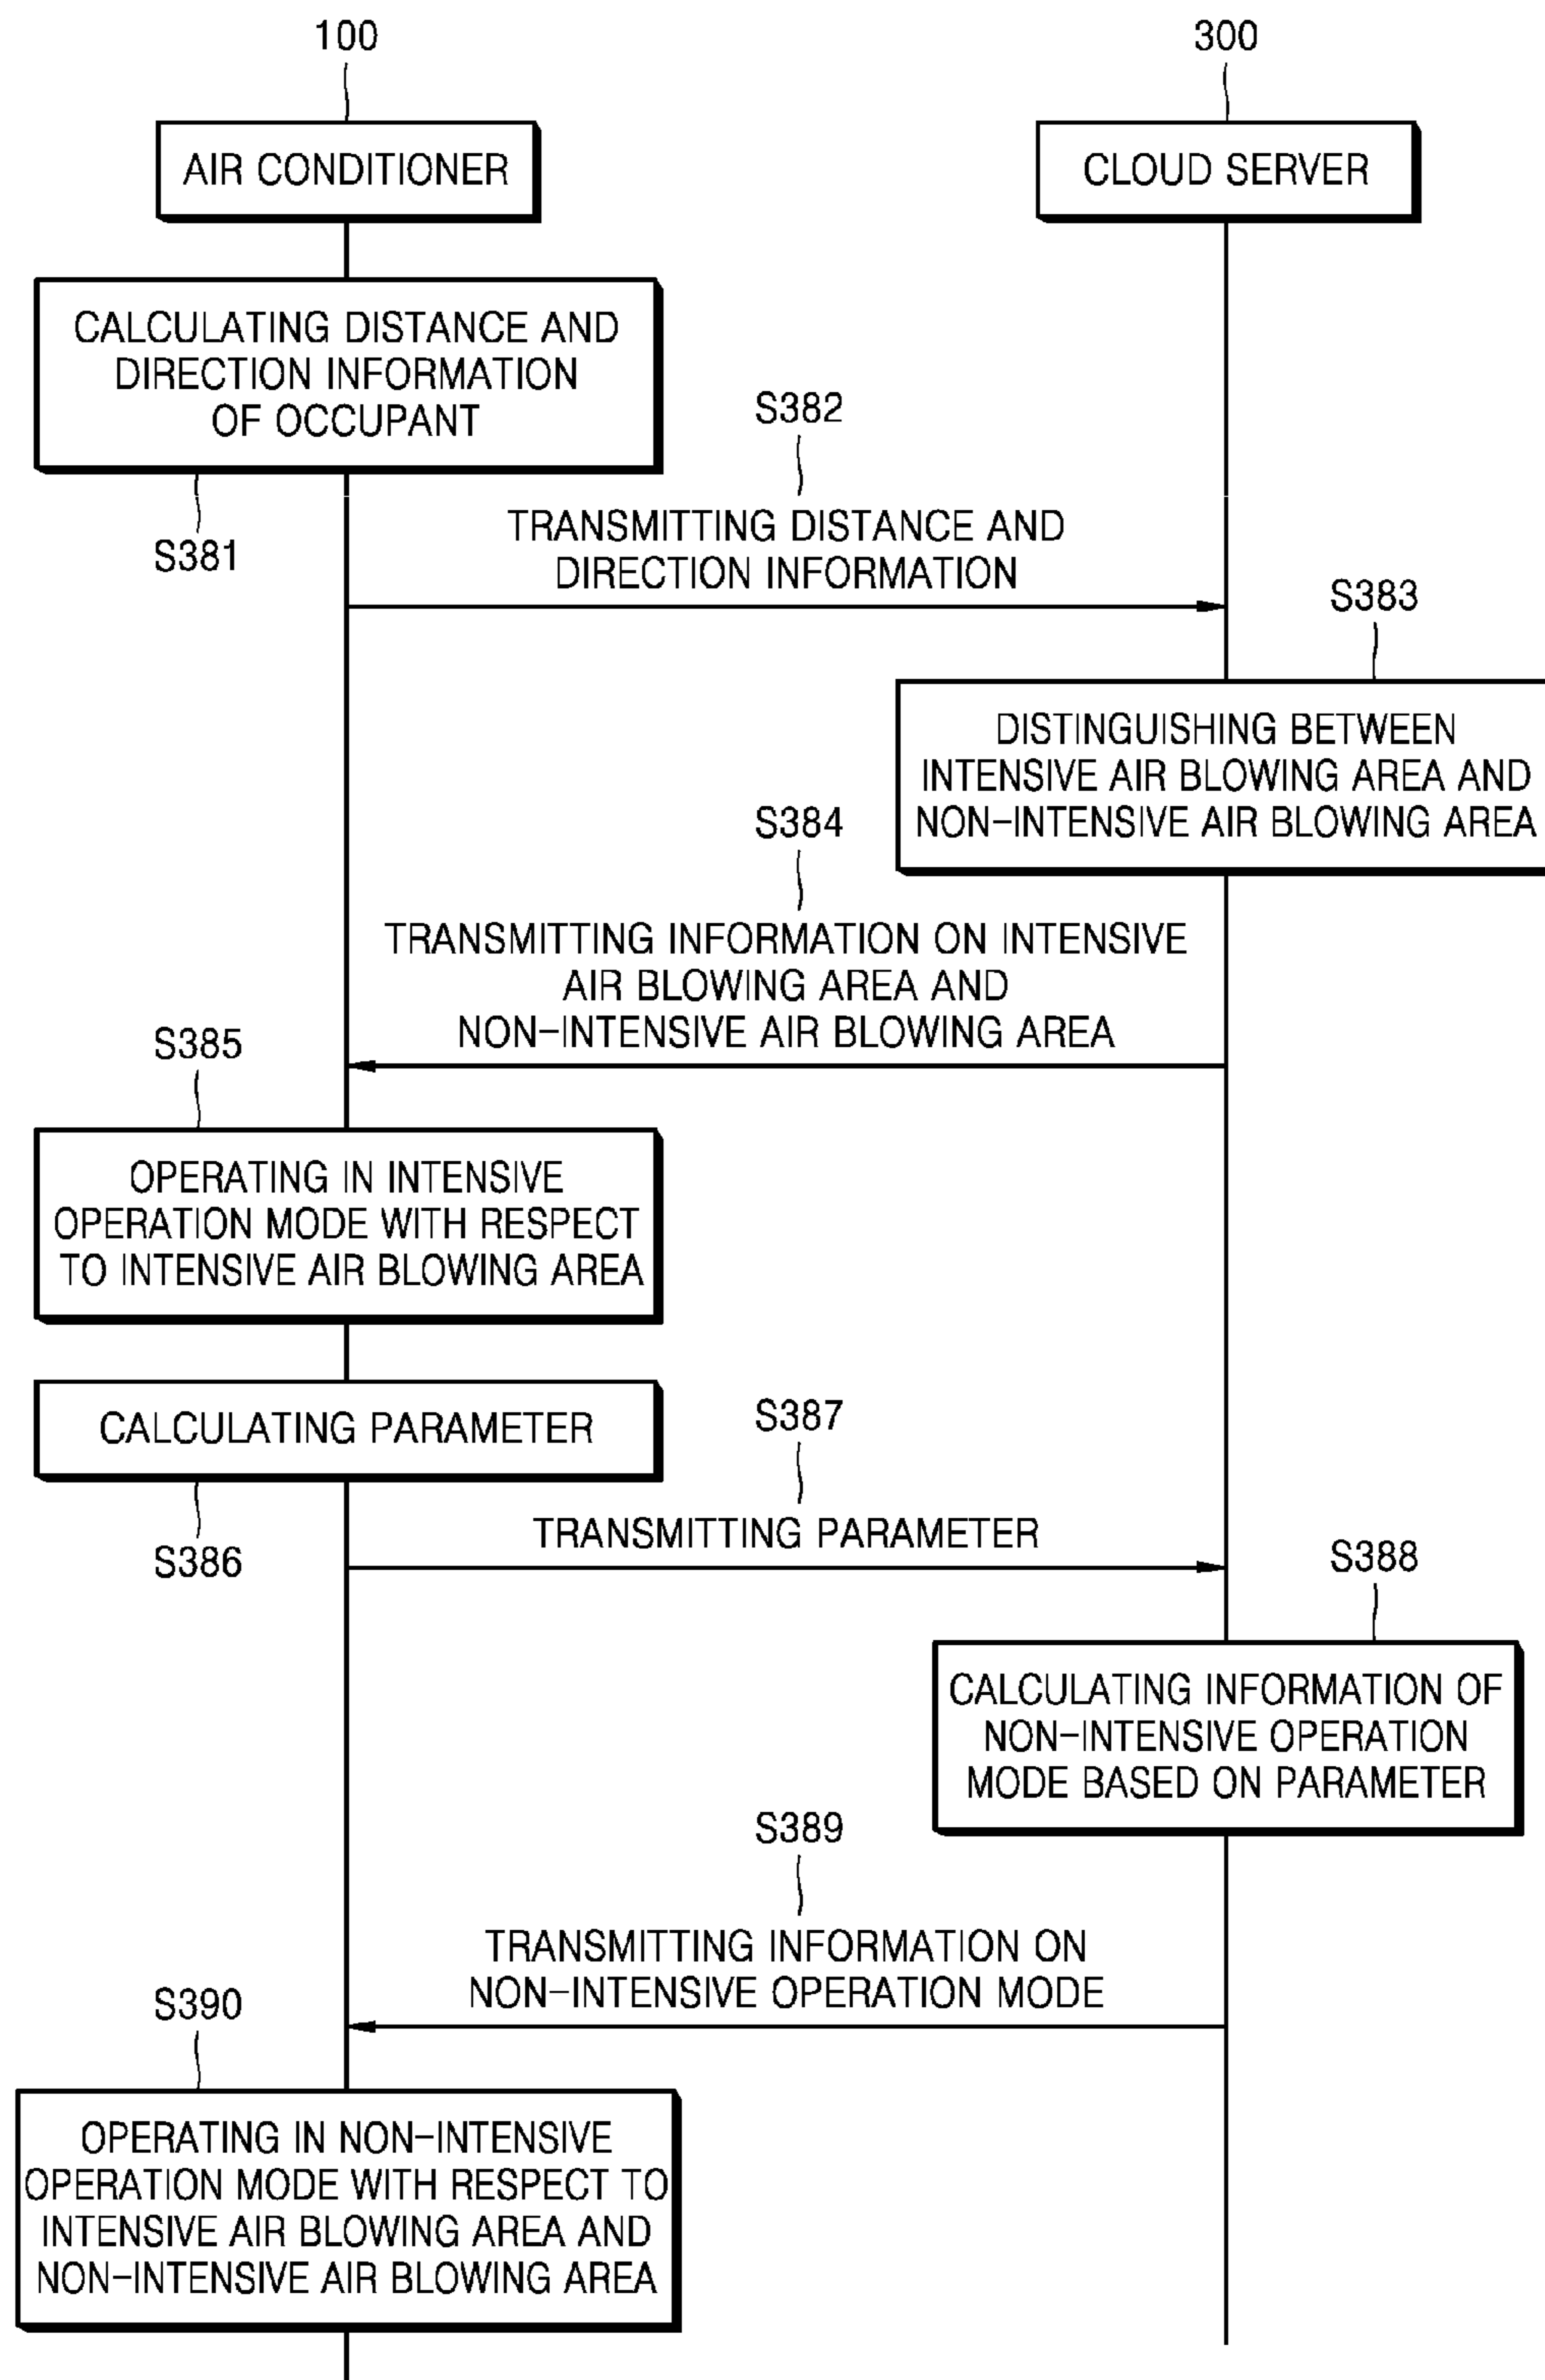 100
300
AIR CONDITIONER
CLOUD SERVER
CALCULATING DISTANCE AND
DIRECTION INFORMATION
OF OCCUPANT
S381
S382
TRANSMITTING DISTANCE AND
DIRECTION INFORMATION
S383
DISTINGUISHING BETWEEN
INTENSIVE AIR BLOWING AREA AND
NON-INTENSIVE AIR BLOWING AREA
S384
TRANSMITTING INFORMATION ON INTENSIVE
AIR BLOWING AREA AND
NON-INTENSIVE AIR BLOWING AREA
S385
OPERATING IN INTENSIVE
OPERATION MODE WITH RESPECT
TO INTENSIVE AIR BLOWING AREA
CALCULATING PARAMETER
S386
S387
TRANSMITTING PARAMETER
S388
CALCULATING INFORMATION OF
NON-INTENSIVE OPERATION
MODE BASED ON PARAMETER
S389
TRANSMITTING INFORMATION ON
NON-INTENSIVE OPERATION MODE
S390
OPERATING IN NON-INTENSIVE
OPERATION MODE WITH RESPECT TO
INTENSIVE AIR BLOWING AREA AND
NON-INTENSIVE AIR BLOWING AREA